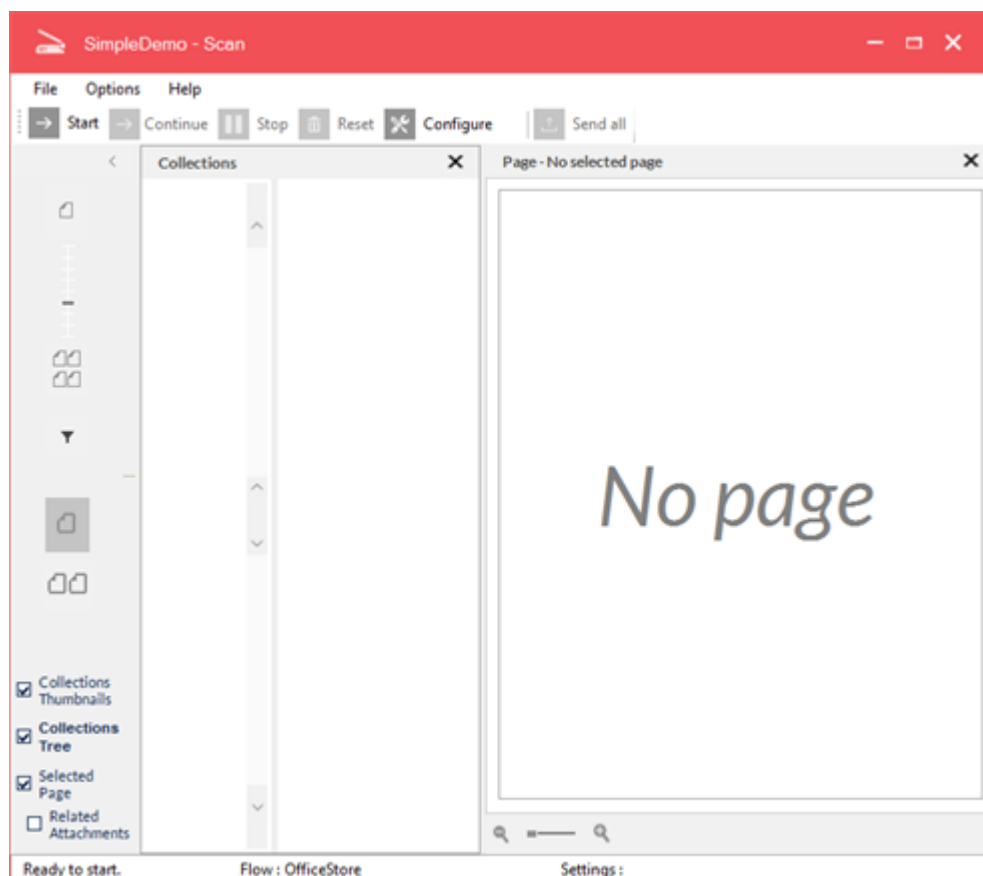 SimpleDemo - Scan
File Options Help
Start Continue Stop Reset Configure Send all
Collections
Page - No selected page
No page
Collections
Thumbnails
Collections
Tree
Selected
Page
Related
Attachments
Ready to start. Flow : OfficeStore Settings :